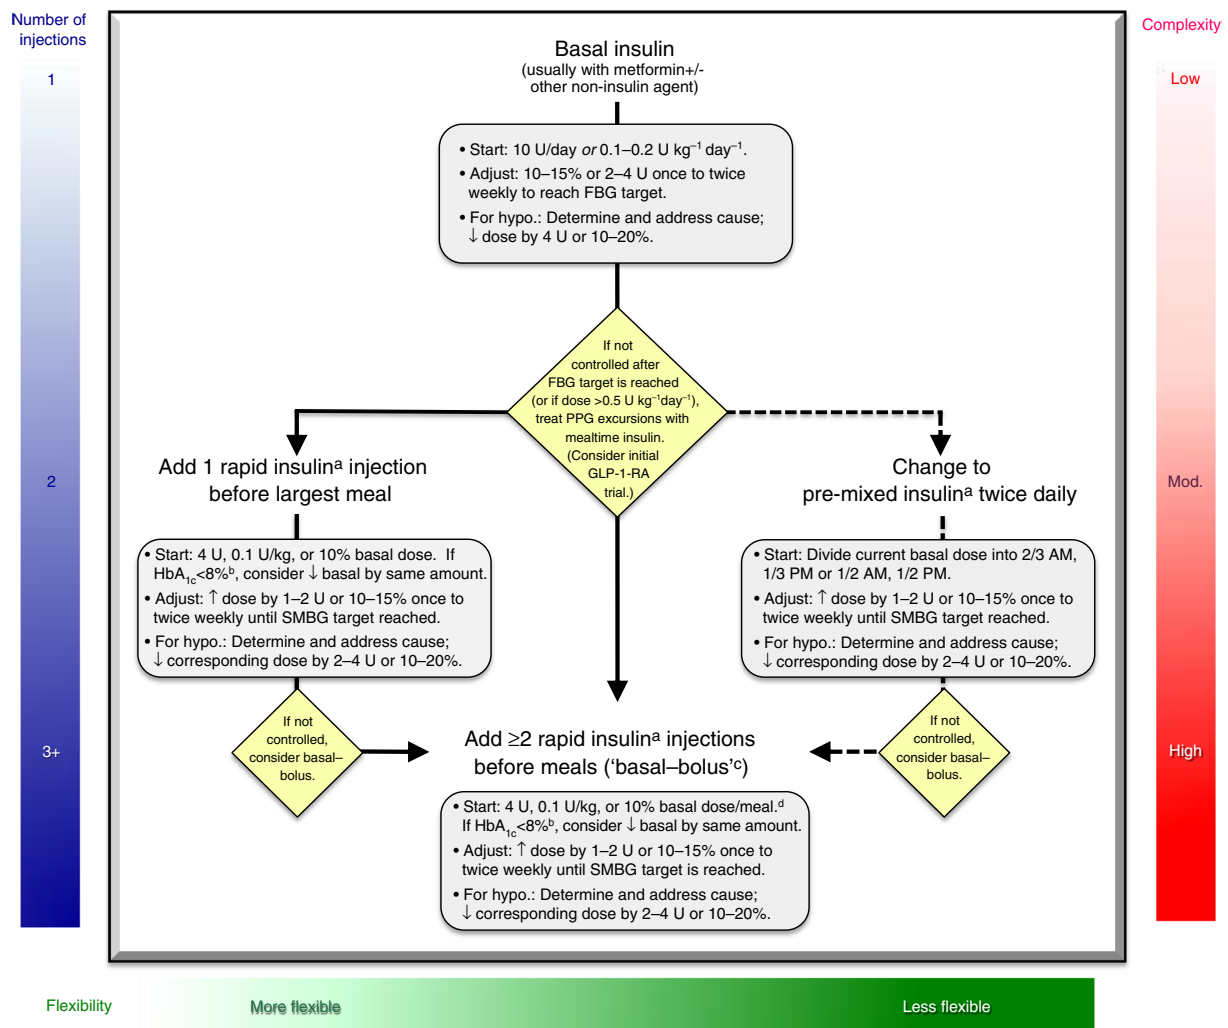 Number of
injections
1
2
3+
Complexity
Low
Mod.
High
Basal insulin
(usually with metformin+/-
other non-insulin agent)
• Start: 10 U/day or 0.1–0.2 U kg⁻¹ day⁻¹.
• Adjust: 10–15% or 2–4 U once to twice
weekly to reach FBG target.
• For hypo.: Determine and address cause;
↓ dose by 4 U or 10–20%.
If not
controlled after
FBG target is reached
(or if dose >0.5 U kg⁻¹day⁻¹),
treat PPG excursions with
mealtime insulin.
(Consider initial
GLP-1-RA
trial.)
Add 1 rapid insulinᵃ injection
before largest meal
• Start: 4 U, 0.1 U/kg, or 10% basal dose. If
HbA₁c<8%ᵇ, consider ↓ basal by same amount.
• Adjust: ↑ dose by 1–2 U or 10–15% once to
twice weekly until SMBG target reached.
• For hypo.: Determine and address cause;
↓ corresponding dose by 2–4 U or 10–20%.
If not
controlled,
consider basal–
bolus.
Change to
pre-mixed insulinᵃ twice daily
• Start: Divide current basal dose into 2/3 AM,
1/3 PM or 1/2 AM, 1/2 PM.
• Adjust: ↑ dose by 1–2 U or 10–15% once to
twice weekly until SMBG target reached.
• For hypo.: Determine and address cause;
↓ corresponding dose by 2–4 U or 10–20%.
If not
controlled,
consider basal–
bolus.
Add ≥2 rapid insulinᵃ injections
before meals (‘basal–bolus’ᶜ)
• Start: 4 U, 0.1 U/kg, or 10% basal dose/meal.ᵈ
If HbA₁c<8%ᵇ, consider ↓ basal by same amount.
• Adjust: ↑ dose by 1–2 U or 10–15% once to
twice weekly until SMBG target is reached.
• For hypo.: Determine and address cause;
↓ corresponding dose by 2–4 U or 10–20%.
Flexibility
More flexible
Less flexible